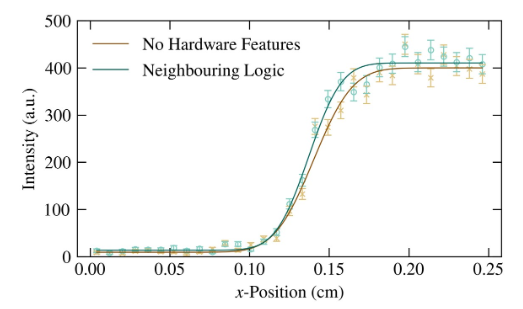 500
400
300
200
100
0
Intensity (a.u.)
No Hardware Features
Neighbouring Logic
0.00 0.05 0.10 0.15 0.20 0.25
x-Position (cm)